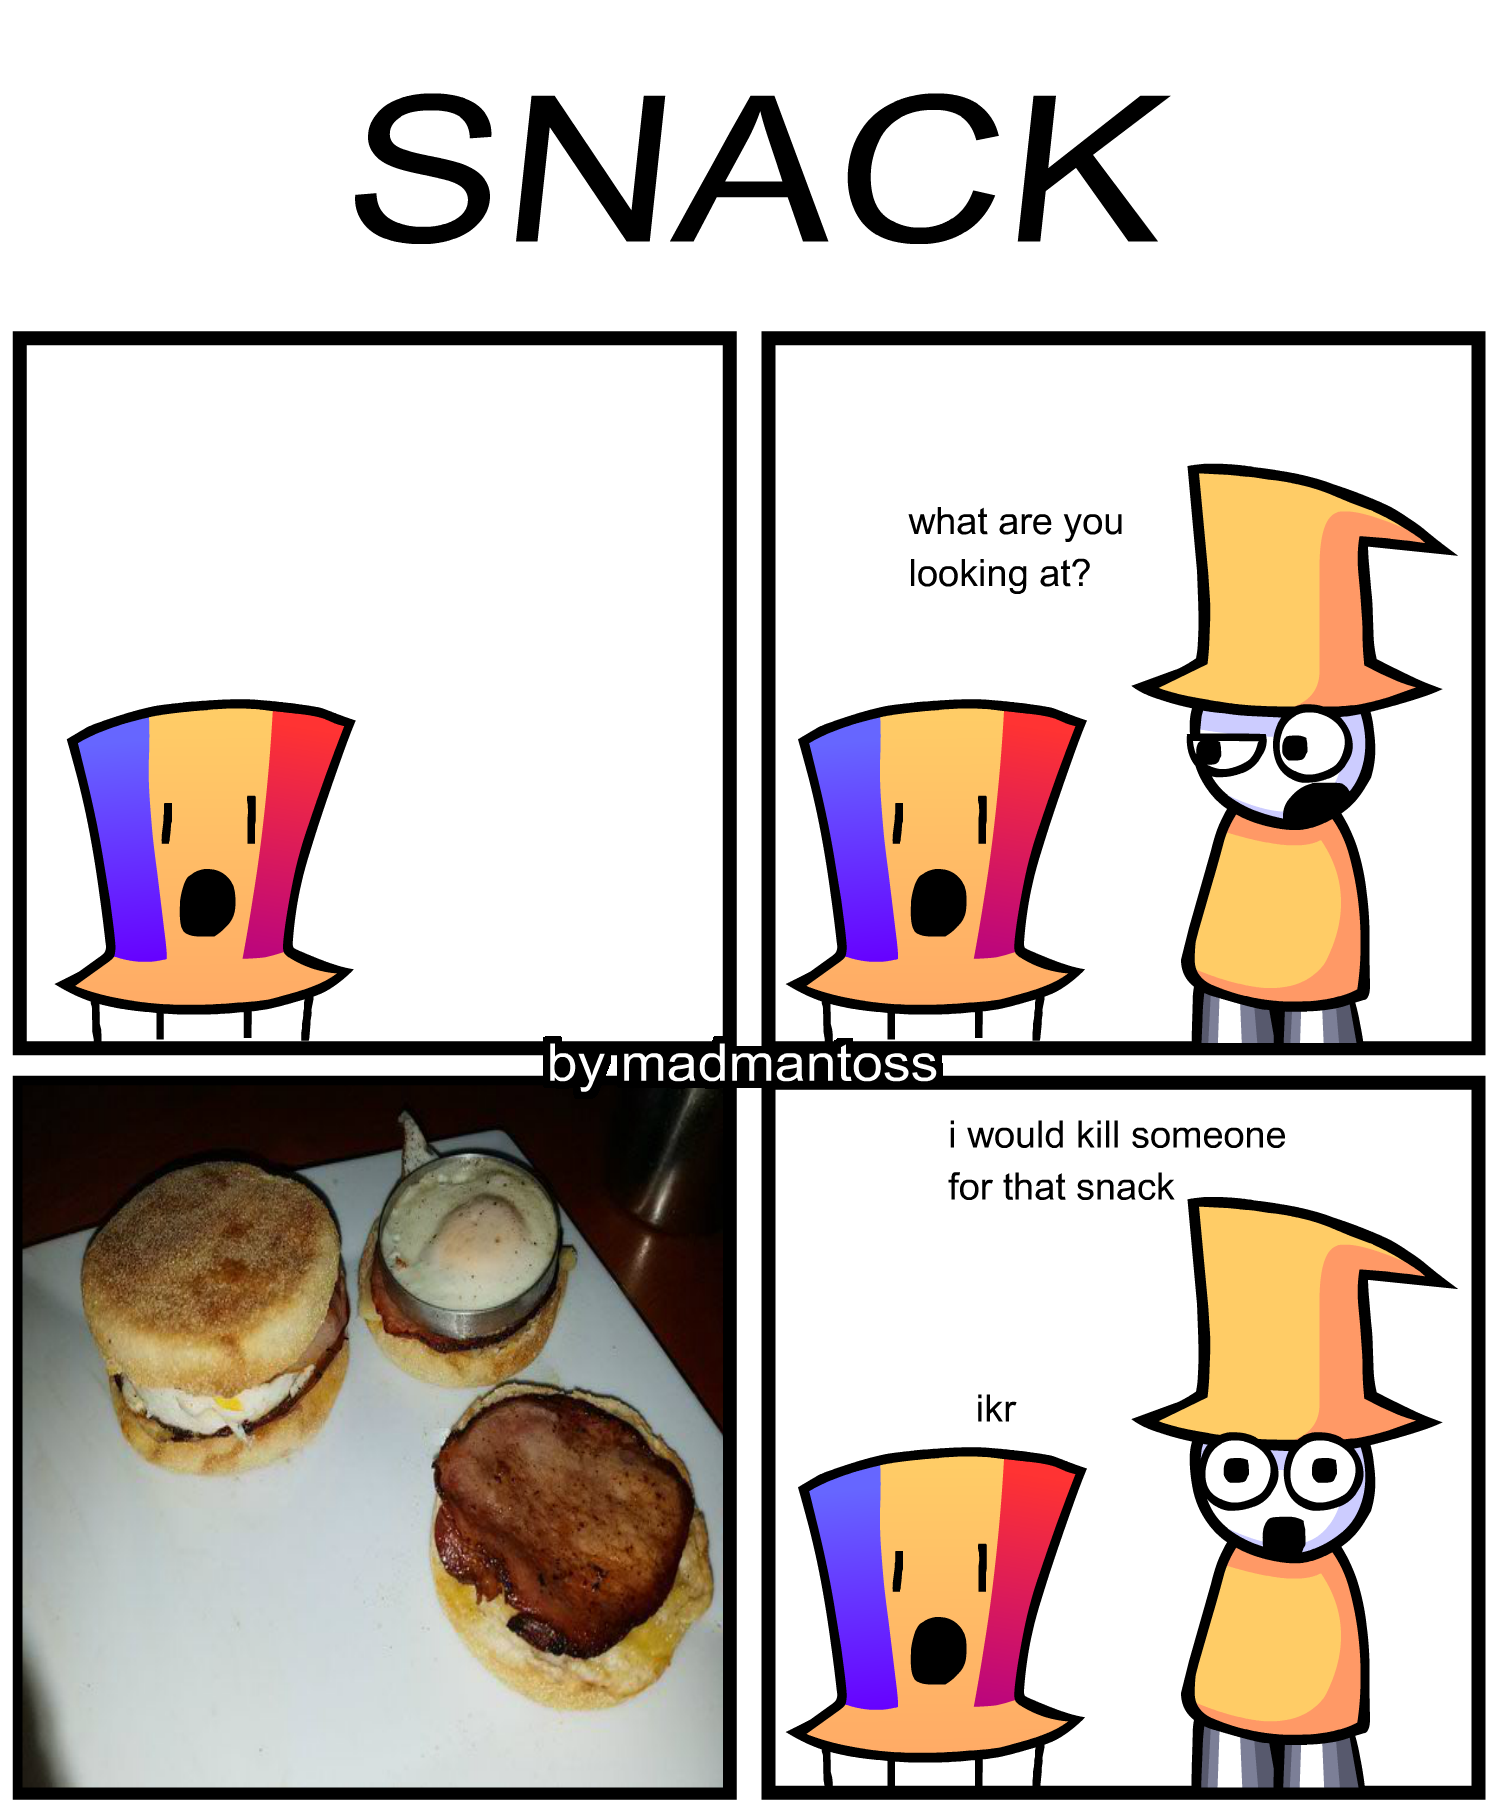 SNACK
what are you
looking at?
by madmantoss
i would kill someone
for that snack
ikr